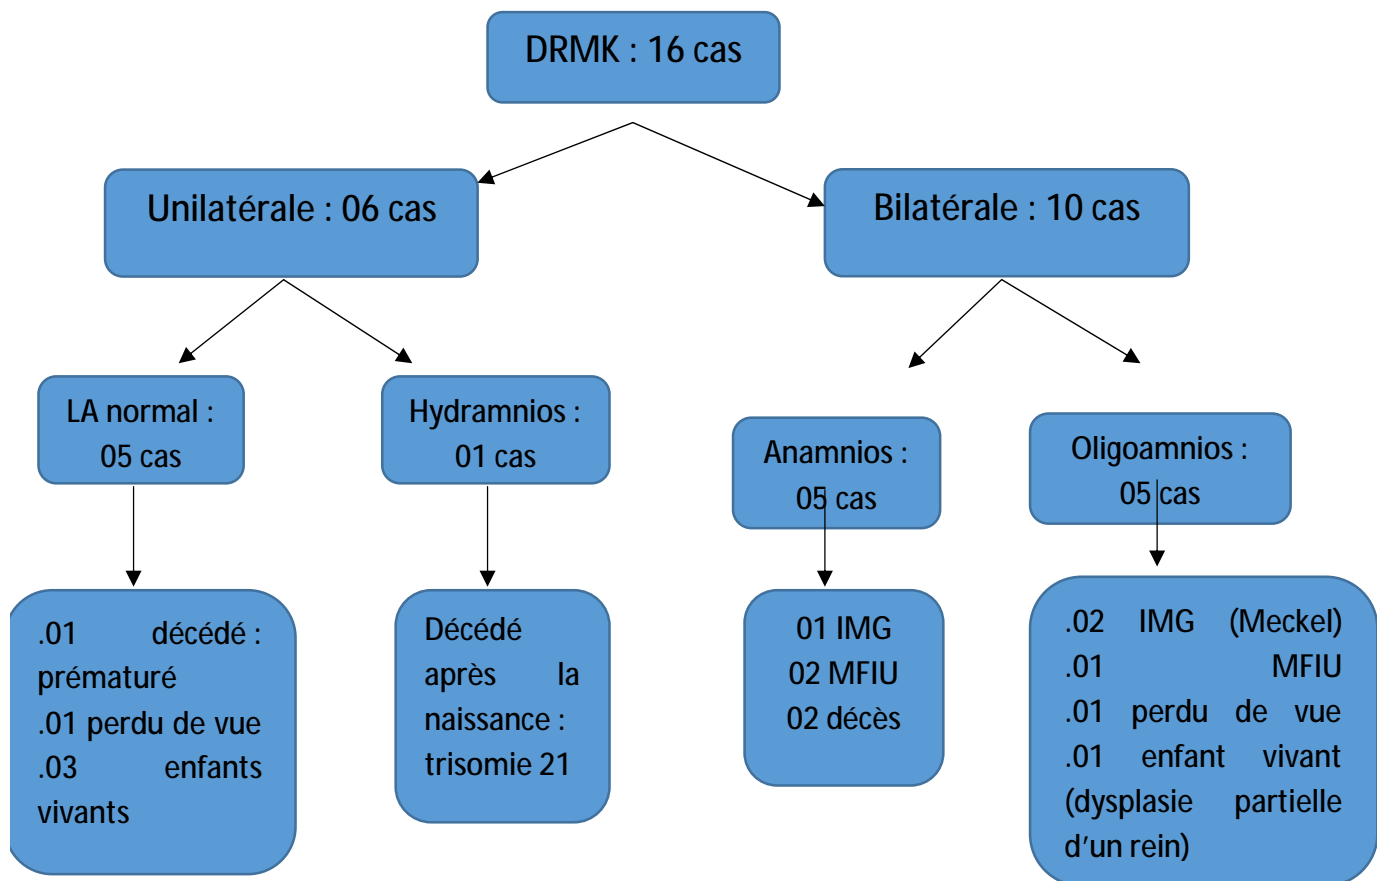 DRMK : 16 cas
Unilatérale : 06 cas
Bilatérale : 10 cas
LA normal :
05 cas
Hydramnios :
01 cas
Anamnios :
05 cas
Oligoamnios :
05 cas
.01 décédé :
prématuré
.01 perdu de vue
.03 enfants
vivants
Décédé
après la
naissance :
trisomie 21
01 IMG
02 MFIU
02 décès
.02 IMG (Meckel)
.01 MFIU
.01 perdu de vue
.01 enfant vivant
(dysplasie partielle
d'un rein)